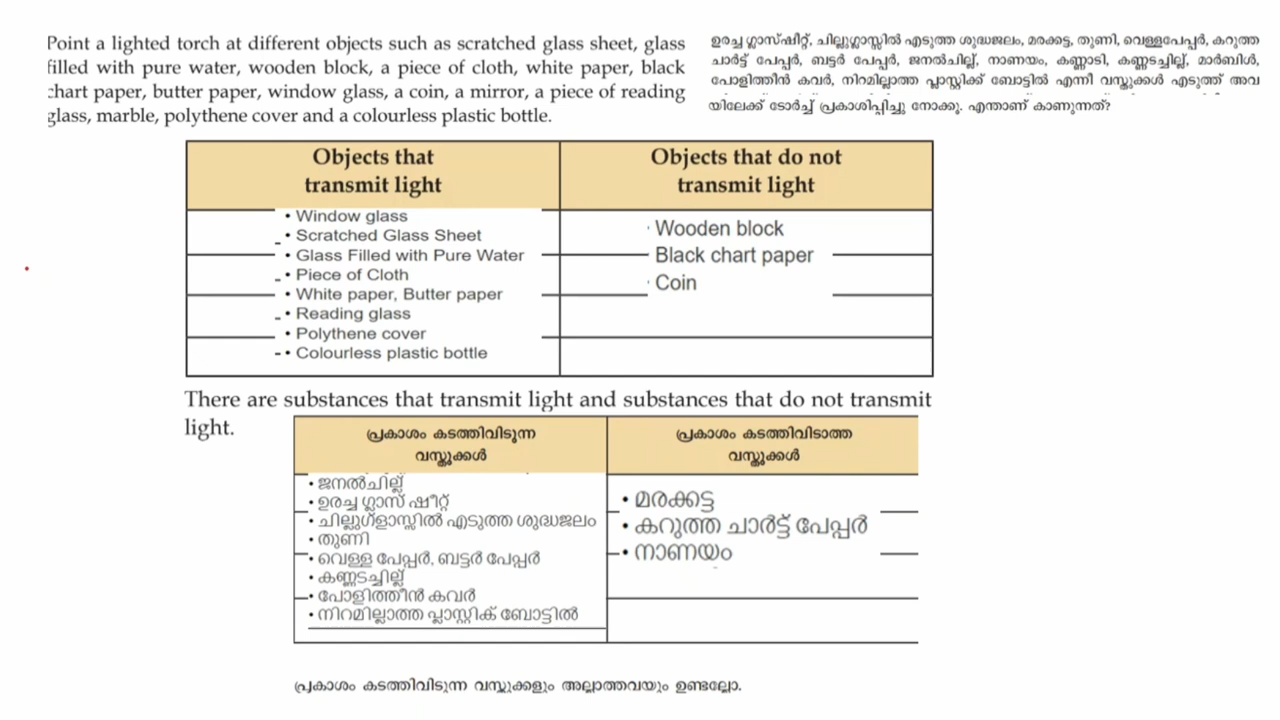 Point a lighted torch at different objects such as scratched glass sheet, glass
filled with pure water, wooden block, a piece of cloth, white paper, black
chart paper, butter paper, window glass, a coin, a mirror, a piece of reading
glass, marble, polythene cover and a colourless plastic bottle.
ഉരച്ച ഗ്ലാസ്ഷീറ്റ്, ചില്ലുഗ്ലാസ്സിൽ എടുത്ത ശുദ്ധജലം, മരക്കട്ട, തുണി, വെള്ളപേപ്പർ, കറുത്ത
ചാർട്ട് പേപ്പർ, ബട്ടർ പേപ്പർ, ജനൽചില്ല്, നാണയം, കണ്ണാടി, കണ്ണടച്ചില്ല്, മാർബിൾ,
പോളിത്തീൻ കവർ, നിറമില്ലാത്ത പ്ലാസ്റ്റിക്ക് ബോട്ടിൽ എന്നീ വസ്തുക്കൾ എടുത്ത് അവ
യിലേക്ക് ടോർച്ച് പ്രകാശിപ്പിച്ചു നോക്കൂ. എന്താണ് കാണുന്നത്?
Objects that
transmit light
Objects that do not
transmit light
• Window glass
• Scratched Glass Sheet
• Glass Filled with Pure Water
• Piece of Cloth
• White paper, Butter paper
• Reading glass
• Polythene cover
• Colourless plastic bottle
Wooden block
Black chart paper
Coin
There are substances that transmit light and substances that do not transmit
light.
പ്രകാശം കടത്തിവിടുന്ന
വസ്തുക്കൾ
പ്രകാശം കടത്തിവിടാത്ത
വസ്തുക്കൾ
• ജനൽചില്ല്
• ഉരച്ച ഗ്ലാസ് ഷീറ്റ്
• ചില്ലുഗ്ളാസ്സിൽ എടുത്ത ശുദ്ധജലം
• തുണി
• വെള്ള പേപ്പർ, ബട്ടർ പേപ്പർ
• കണ്ണടച്ചില്ല്
• പോളിത്തീൻ കവർ
• നിറമില്ലാത്ത പ്ലാസ്റ്റിക് ബോട്ടിൽ
• മരക്കട്ട
• കറുത്ത ചാർട്ട് പേപ്പർ
• നാണയം
പ്രകാശം കടത്തിവിടുന്ന വസ്തുക്കളും അല്ലാത്തവയും ഉണ്ടല്ലോ.